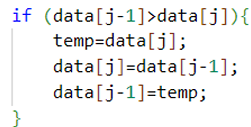 if (data[j-1]>data[j]){
temp=data[j];
data[j]=data[j-1];
data[j-1]=temp;
}